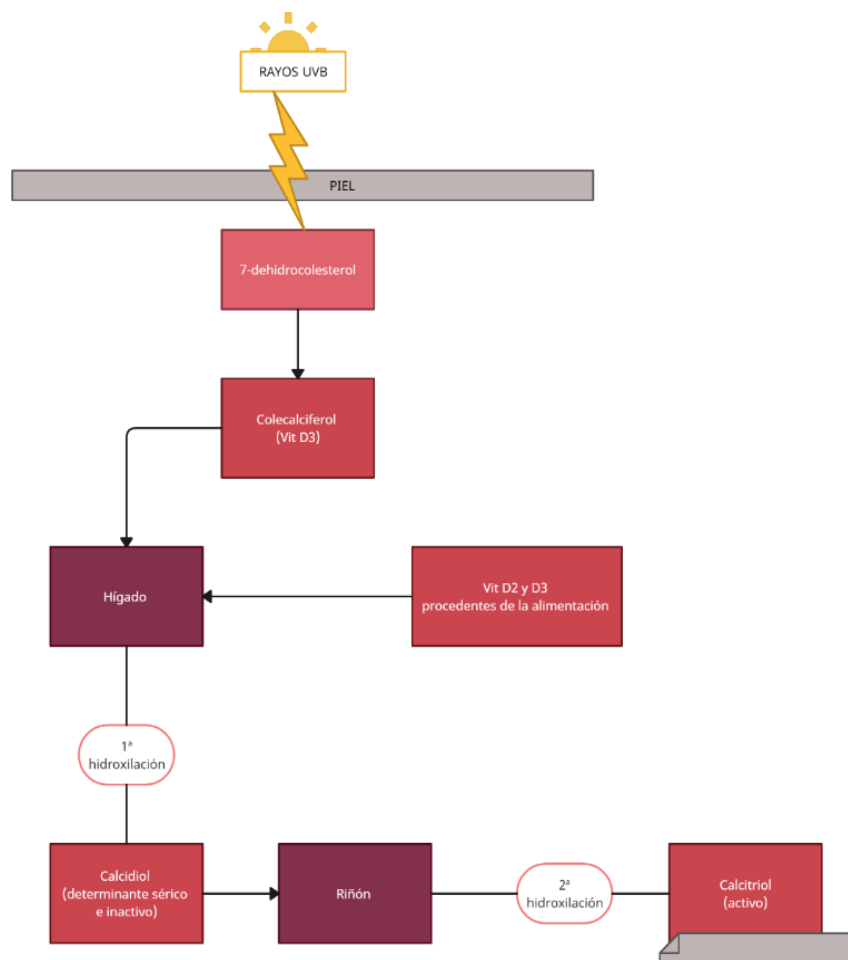 RAYOS UVB
PIEL
7-dehidrocolesterol
Colecalciferol
(Vit D3)
Hígado
Vit D2 y D3
procedentes de la alimentación
1ª
hidroxilación
Calcidiol
(determinante sérico
e inactivo)
Riñón
2ª
hidroxilación
Calcitriol
(activo)